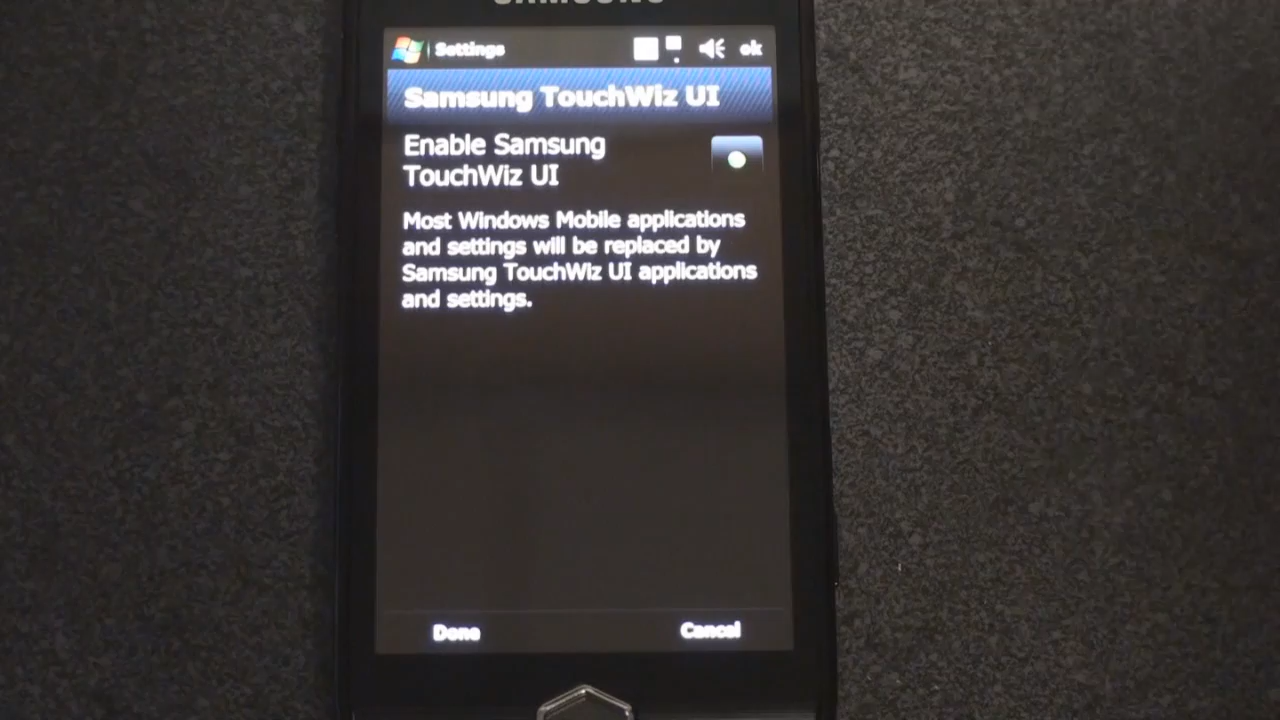 SAMSUNG
Settings ok
Samsung TouchWiz UI
Enable Samsung
TouchWiz UI
Most Windows Mobile applications
and settings will be replaced by
Samsung TouchWiz UI applications
and settings.
Done Cancel